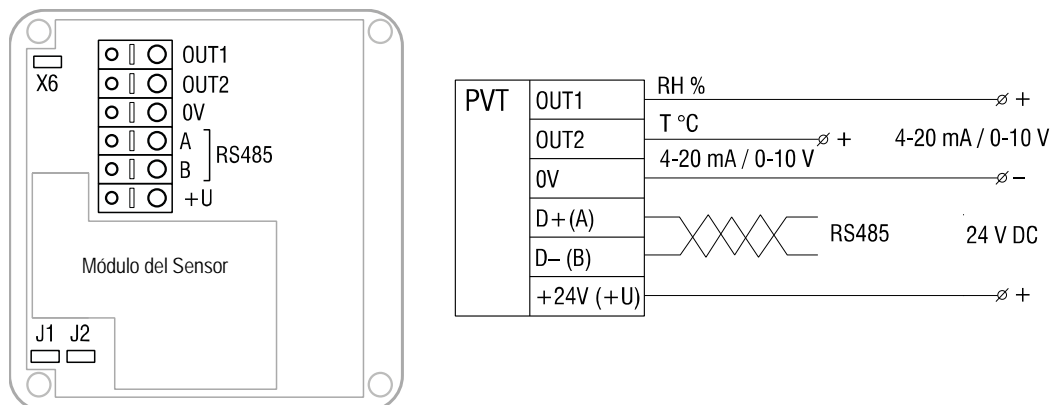 X6
OUT1
OUT2
0V
A
B
RS485
+U
Módulo del Sensor
J1 J2
PVT
OUT1
OUT2
0V
D+(A)
D– (B)
+24V (+U)
RH %
+
T °C
+
4-20 mA / 0-10 V
4-20 mA / 0-10 V
–
RS485
24 V DC
+